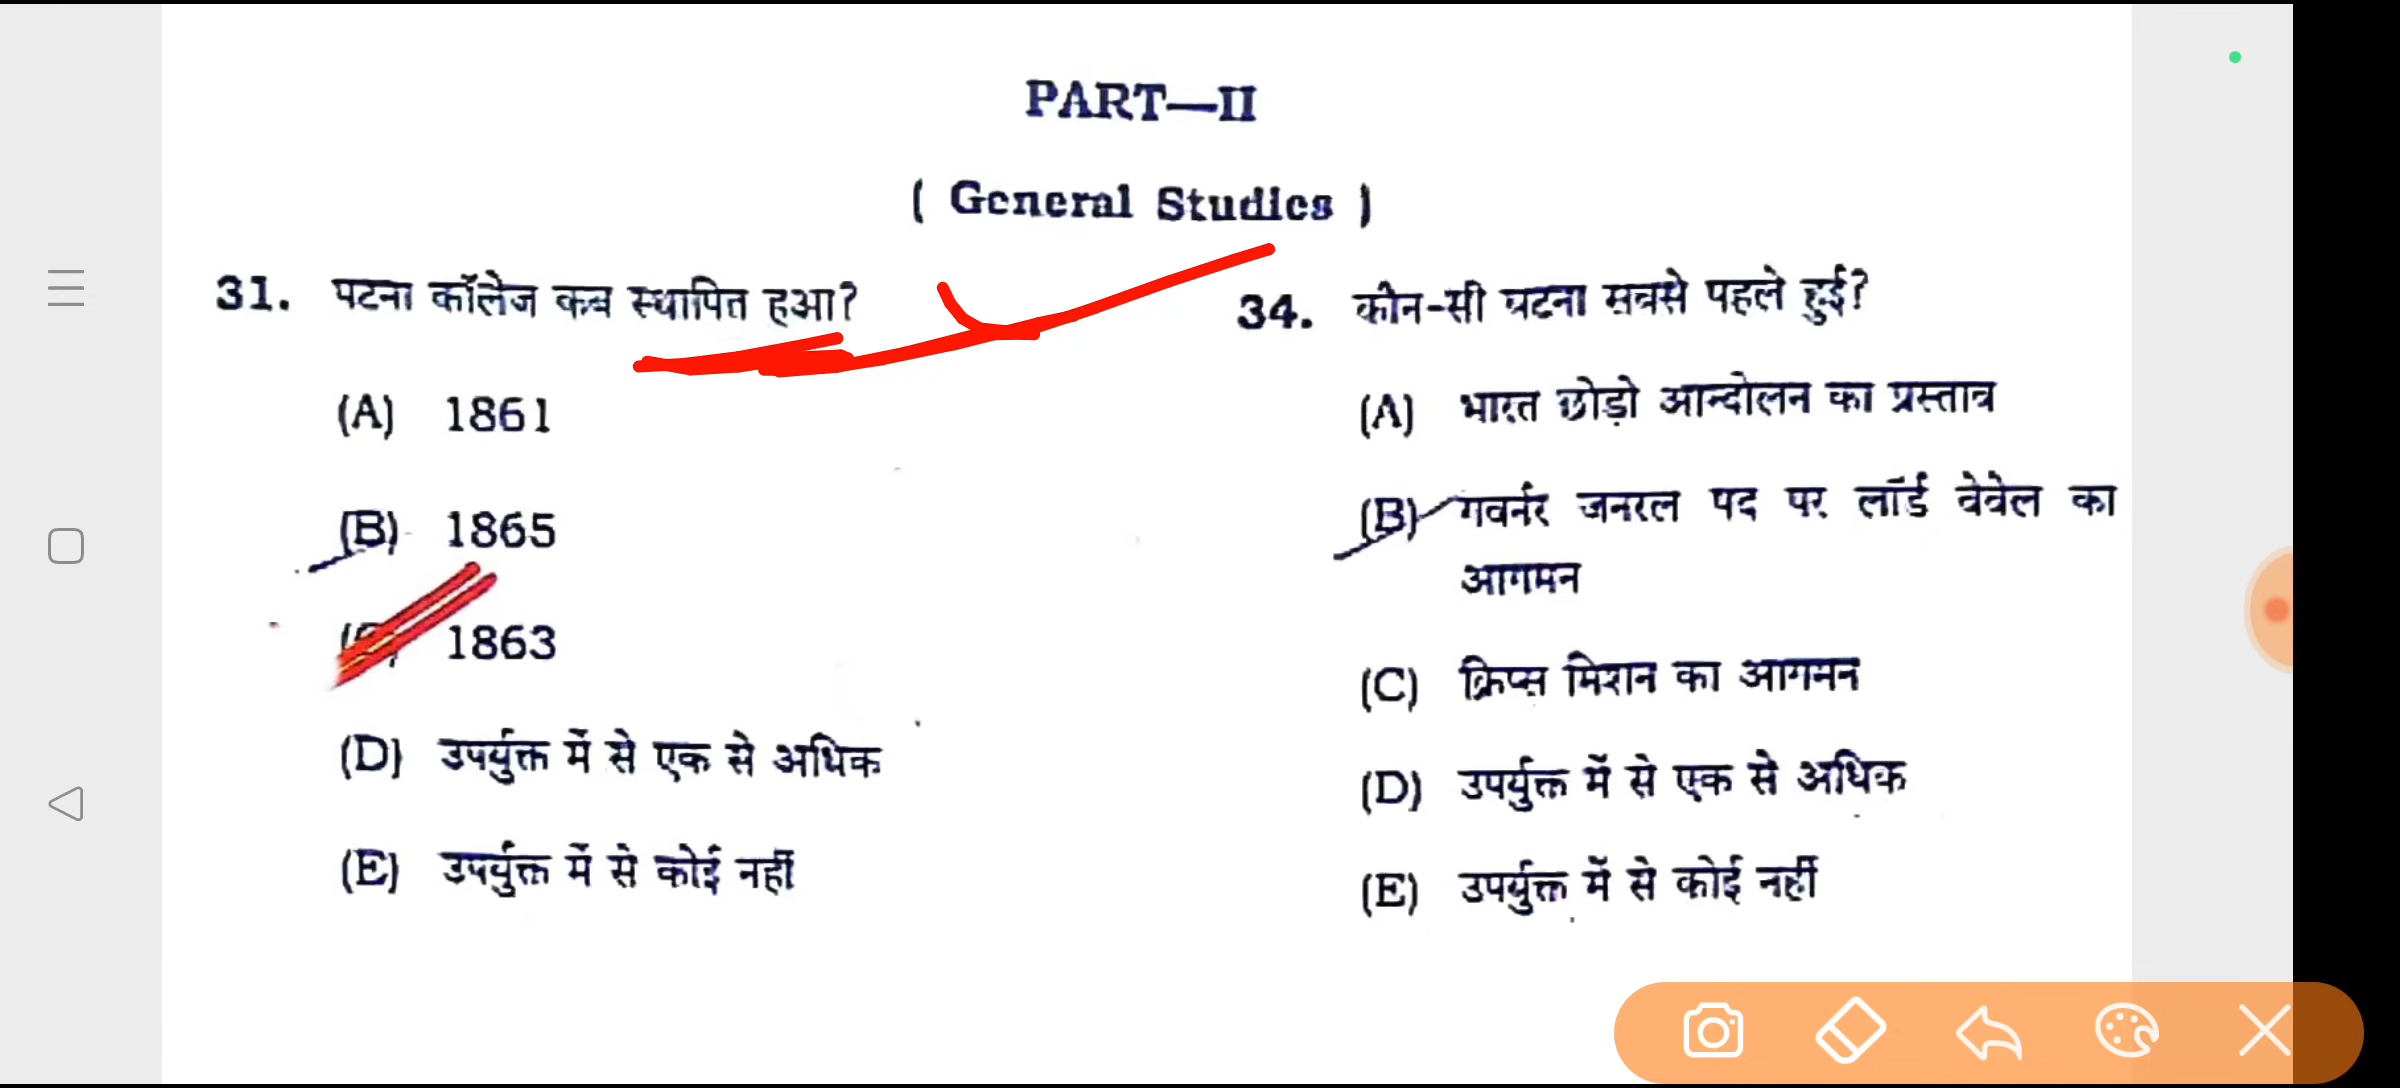 PART—II
( General Studies )
31. पटना कॉलेज कब स्थापित हुआ?
(A) 1861
(B) 1865
1863
(D) उपर्युक्त में से एक से अधिक
(E) उपर्युक्त में से कोई नहीं
34. कौन-सी घटना सबसे पहले हुई?
(A) भारत छोड़ो आन्दोलन का प्रस्ताव
(B) गवर्नर जनरल पद पर लॉर्ड वेवेल का
आगमन
(C) क्रिप्स मिशन का आगमन
(D) उपर्युक्त में से एक से अधिक
(E) उपर्युक्त में से कोई नहीं